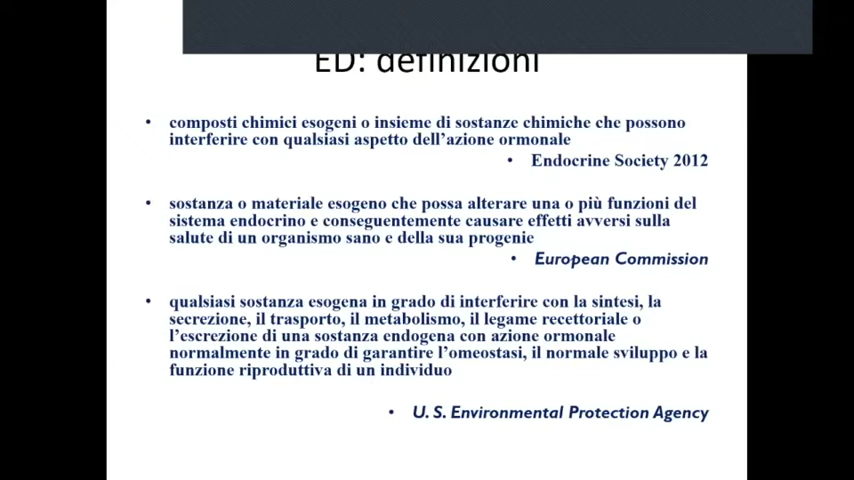 ED: definizioni
• composti chimici esogeni o insieme di sostanze chimiche che possono
interferire con qualsiasi aspetto dell'azione ormonale
• Endocrine Society 2012
• sostanza o materiale esogeno che possa alterare una o più funzioni del
sistema endocrino e conseguentemente causare effetti avversi sulla
salute di un organismo sano e della sua progenie
• European Commission
• qualsiasi sostanza esogena in grado di interferire con la sintesi, la
secrezione, il trasporto, il metabolismo, il legame recettoriale o
l'escrezione di una sostanza endogena con azione ormonale
normalmente in grado di garantire l'omeostasi, il normale sviluppo e la
funzione riproduttiva di un individuo
• U. S. Environmental Protection Agency